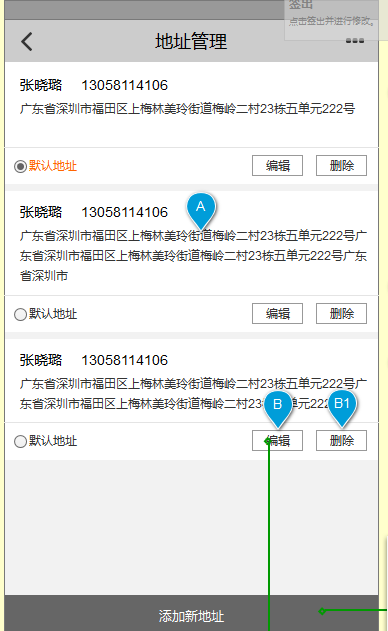 签出
点击签出并进行修改。
地址管理
张晓璐 13058114106
广东省深圳市福田区上梅林美玲街道梅岭二村23栋五单元222号
默认地址 编辑 删除
张晓璐 13058114106
A
广东省深圳市福田区上梅林美玲街道梅岭二村23栋五单元222号广
东省深圳市福田区上梅林美玲街道梅岭二村23栋五单元222号广东
省深圳市
默认地址 编辑 删除
张晓璐 13058114106
广东省深圳市福田区上梅林美玲街道梅岭二村23栋五单元222号广
东省深圳市福田区上梅林美玲街道梅岭二村23栋五单元222
B B1
默认地址 编辑 删除
添加新地址